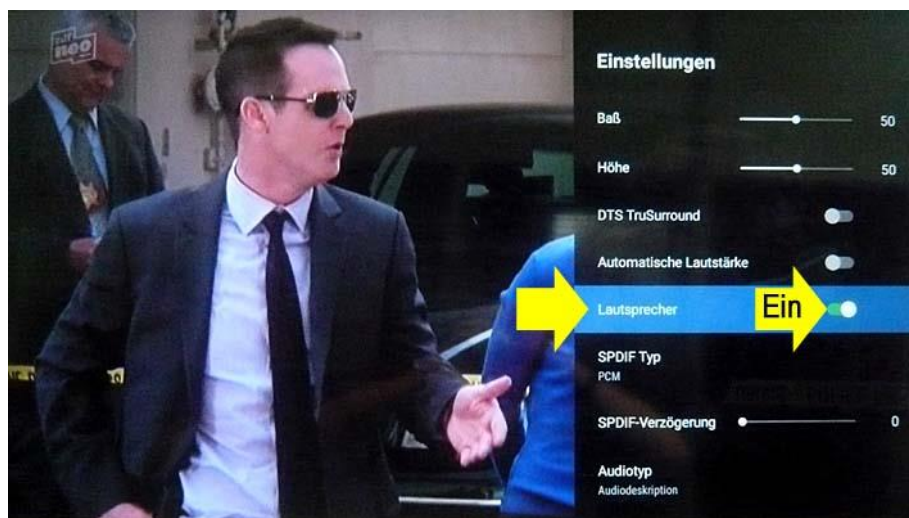 zdf
neo
Einstellungen
Baß 50
Höhe 50
DTS TruSurround
Automatische Lautstärke
Lautsprecher Ein
SPDIF Typ
PCM
SPDIF-Verzögerung 0
Audiotyp
Audiodeskription